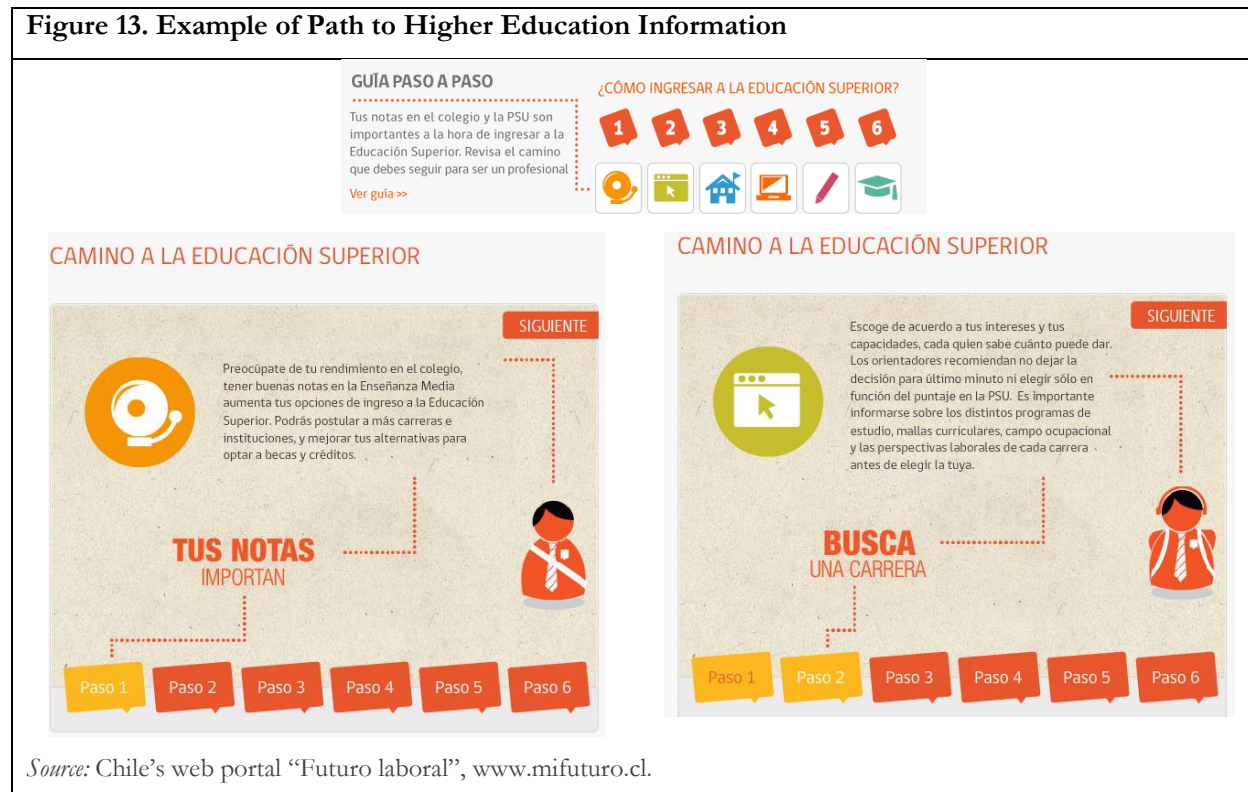 Figure 13. Example of Path to Higher Education Information
GUÍA PASO A PASO
Tus notas en el colegio y la PSU son
importantes a la hora de ingresar a la
Educación Superior. Revisa el camino
que debes seguir para ser un profesional
Ver guía >>
¿CÓMO INGRESAR A LA EDUCACIÓN SUPERIOR?
1 2 3 4 5 6
CAMINO A LA EDUCACIÓN SUPERIOR
SIGUIENTE
Preocúpate de tu rendimiento en el colegio,
tener buenas notas en la Enseñanza Media
aumenta tus opciones de ingreso a la Educación
Superior. Podrás postular a más carreras e
instituciones, y mejorar tus alternativas para
optar a becas y créditos.
TUS NOTAS
IMPORTAN
Paso 1 Paso 2 Paso 3 Paso 4 Paso 5 Paso 6
CAMINO A LA EDUCACIÓN SUPERIOR
SIGUIENTE
Escoge de acuerdo a tus intereses y tus
capacidades, cada quien sabe cuánto puede dar.
Los orientadores recomiendan no dejar la
decisión para último minuto ni elegir sólo en
función del puntaje en la PSU. Es importante
informarse sobre los distintos programas de
estudio, mallas curriculares, campo ocupacional
y las perspectivas laborales de cada carrera
antes de elegir la tuya.
BUSCA
UNA CARRERA
Paso 1 Paso 2 Paso 3 Paso 4 Paso 5 Paso 6
Source: Chile's web portal “Futuro laboral”, www.mifuturo.cl.